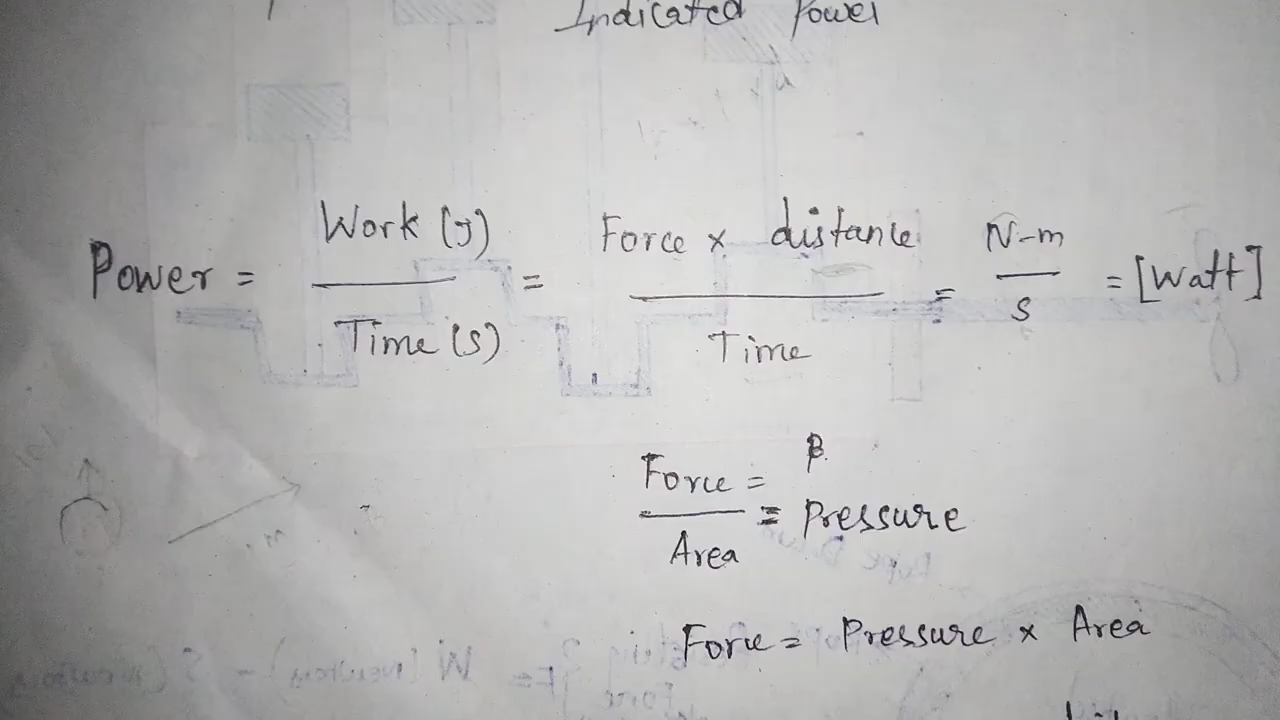 Indicated Power
Power = Work (J) / Time (s) = Force x distance / Time = N-m / s = [Watt]
Force / Area = Pressure
Force = Pressure x Area